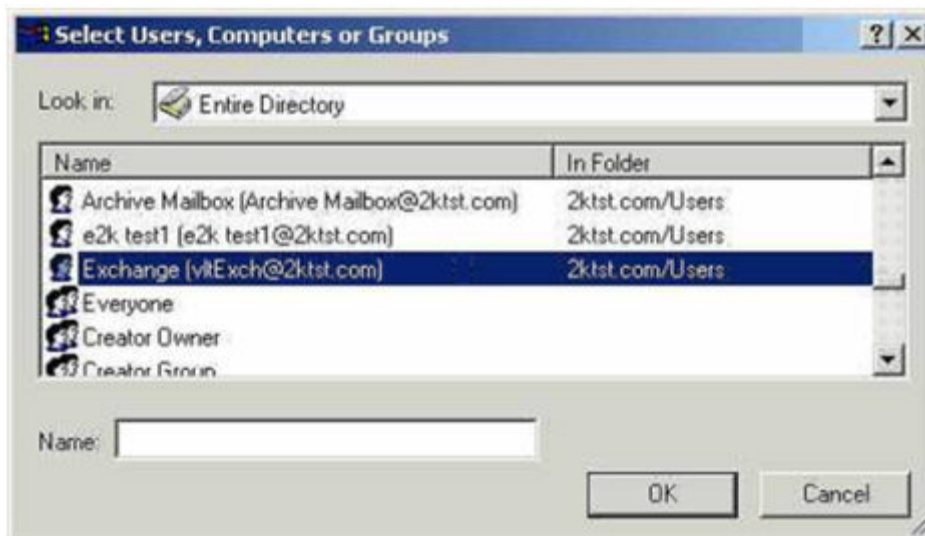 Select Users, Computers or Groups
Look in: Entire Directory
Name In Folder
Archive Mailbox (Archive Mailbox@2ktst.com) 2ktst.com/Users
e2k test1 (e2k test1@2ktst.com) 2ktst.com/Users
Exchange (vltExch@2ktst.com) 2ktst.com/Users
Everyone
Creator Owner
Creator Group
Name:
OK Cancel